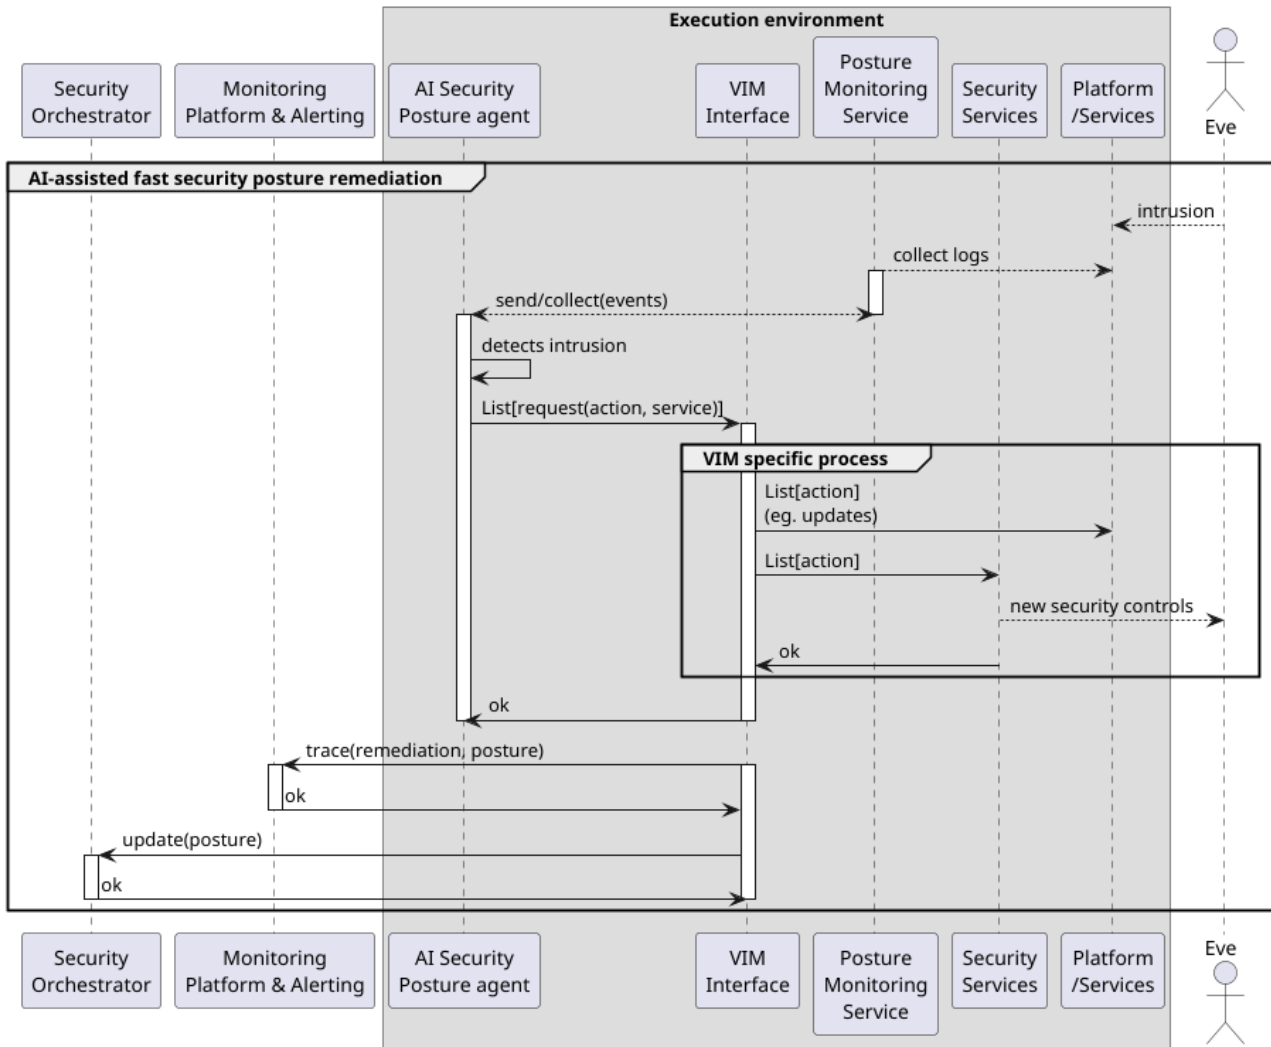 Execution environment
Security
Orchestrator
Monitoring
Platform & Alerting
AI Security
Posture agent
VIM
Interface
Posture
Monitoring
Service
Security
Services
Platform
/Services
Eve
AI-assisted fast security posture remediation
intrusion
collect logs
send/collect(events)
detects intrusion
List[request(action, service)]
VIM specific process
List[action]
(eg. updates)
List[action]
new security controls
ok
ok
trace(remediation, posture)
ok
update(posture)
ok
Security
Orchestrator
Monitoring
Platform & Alerting
AI Security
Posture agent
VIM
Interface
Posture
Monitoring
Service
Security
Services
Platform
/Services
Eve